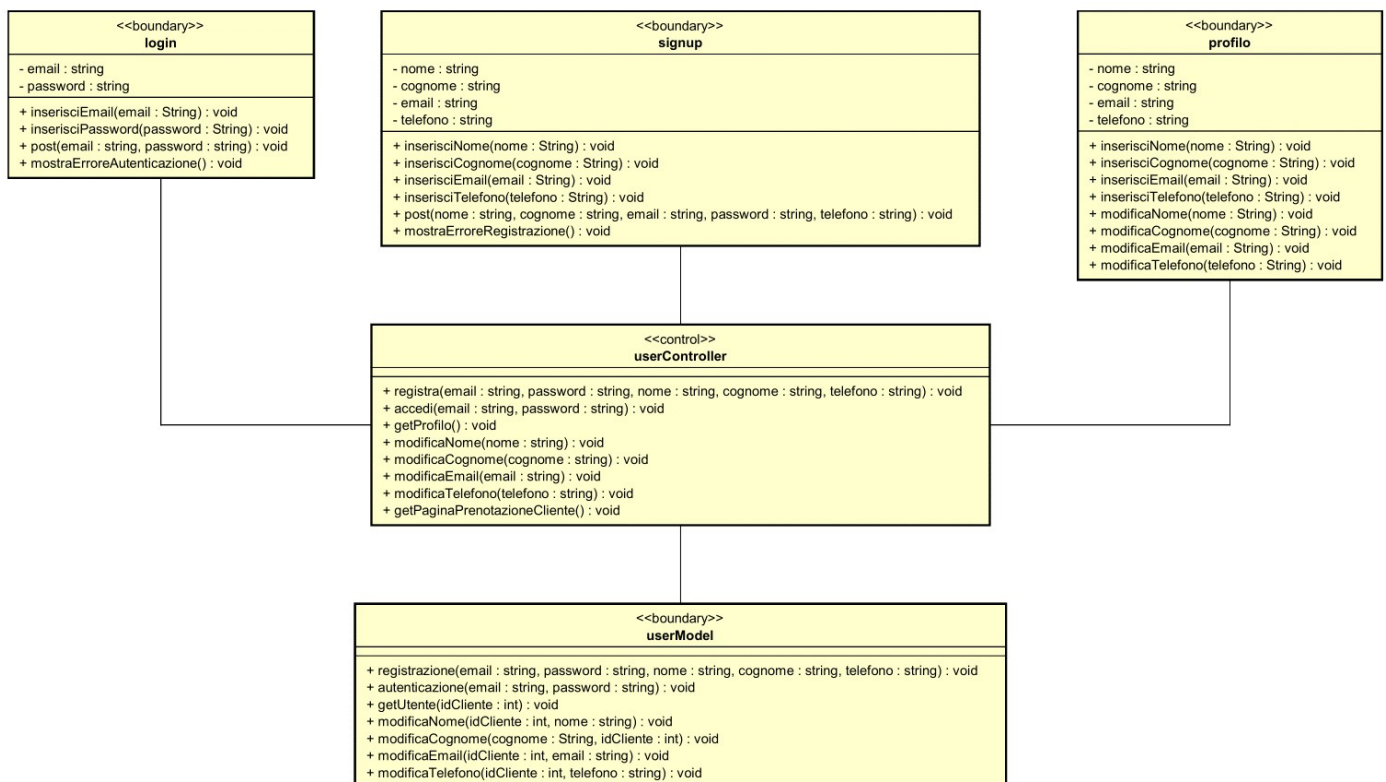 <<boundary>>
login
- email : string
- password : string
+ inserisciEmail(email : String) : void
+ inserisciPassword(password : String) : void
+ post(email : string, password : string) : void
+ mostraErroreAutenticazione() : void
<<boundary>>
signup
- nome : string
- cognome : string
- email : string
- telefono : string
+ inserisciNome(nome : String) : void
+ inserisciCognome(cognome : String) : void
+ inserisciEmail(email : String) : void
+ inserisciTelefono(telefono : String) : void
+ post(nome : string, cognome : string, email : string, password : string, telefono : string) : void
+ mostraErroreRegistrazione() : void
<<boundary>>
profilo
- nome : string
- cognome : string
- email : string
- telefono : string
+ inserisciNome(nome : String) : void
+ inserisciCognome(cognome : String) : void
+ inserisciEmail(email : String) : void
+ inserisciTelefono(telefono : String) : void
+ modificaNome(nome : String) : void
+ modificaCognome(cognome : String) : void
+ modificaEmail(email : String) : void
+ modificaTelefono(telefono : String) : void
<<control>>
userController
+ registra(email : string, password : string, nome : string, cognome : string, telefono : string) : void
+ accedi(email : string, password : string) : void
+ getProfilo() : void
+ modificaNome(nome : string) : void
+ modificaCognome(cognome : string) : void
+ modificaEmail(email : string) : void
+ modificaTelefono(telefono : string) : void
+ getPaginaPrenotazioneCliente() : void
<<boundary>>
userModel
+ registrazione(email : string, password : string, nome : string, cognome : string, telefono : string) : void
+ autenticazione(email : string, password : string) : void
+ getUtente(idCliente : int) : void
+ modificaNome(idCliente : int, nome : string) : void
+ modificaCognome(cognome : String, idCliente : int) : void
+ modificaEmail(idCliente : int, email : string) : void
+ modificaTelefono(idCliente : int, telefono : string) : void